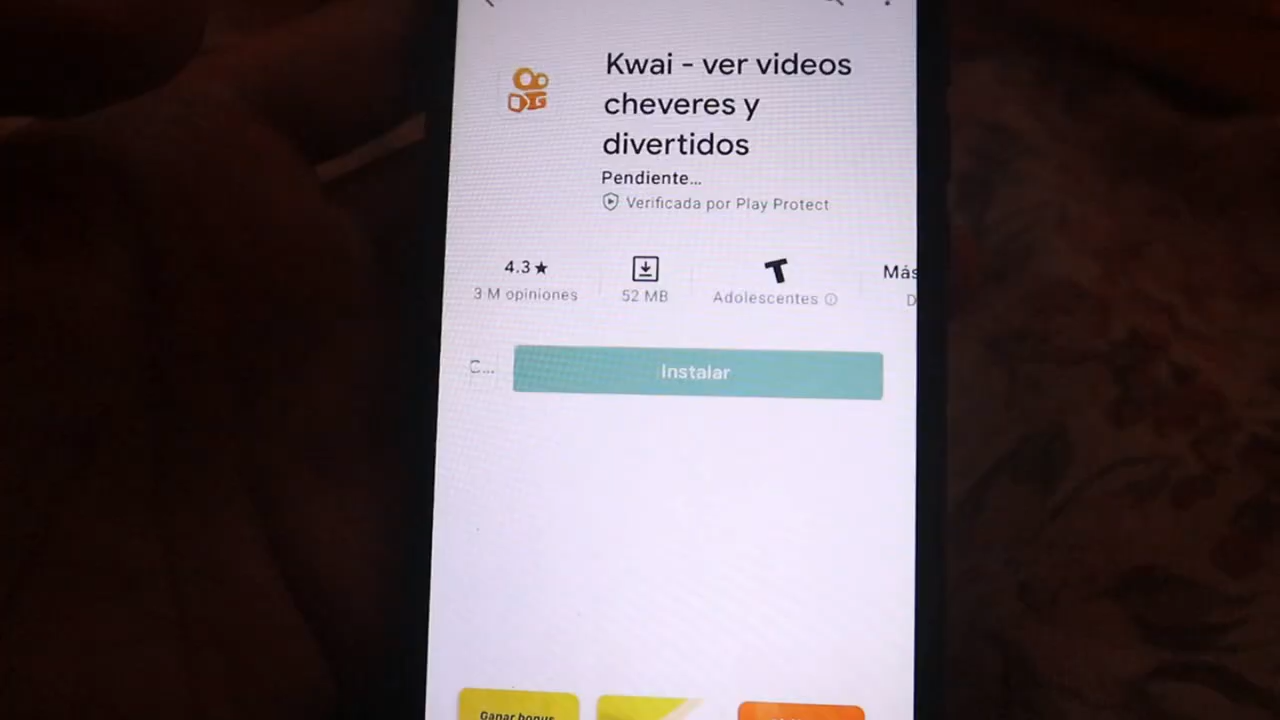 Kwai - ver videos
cheveres y
divertidos
Pendiente...
Verificada por Play Protect
4.3★
3 M opiniones
52 MB
T
Adolescentes
Más
D
C...
Instalar
Ganar bonus